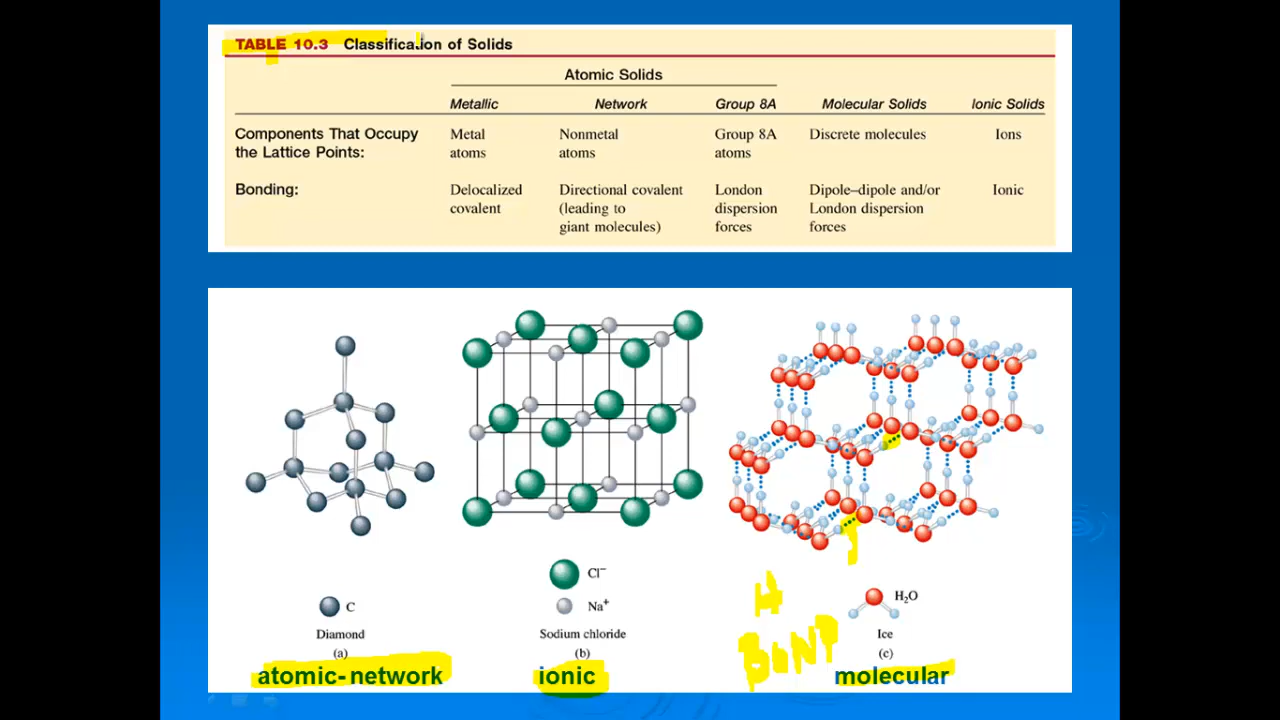 TABLE 10.3 Classification of Solids
Atomic Solids
Metallic Network Group 8A Molecular Solids Ionic Solids
Components That Occupy Metal Nonmetal Group 8A Discrete molecules Ions
the Lattice Points: atoms atoms atoms
Bonding: Delocalized Directional covalent London Dipole–dipole and/or Ionic
covalent (leading to dispersion London dispersion
giant molecules) forces forces
Cl⁻
C Na⁺ H₂O
H
Diamond Sodium chloride Ice
(a) (b) (c)
atomic-network ionic molecular